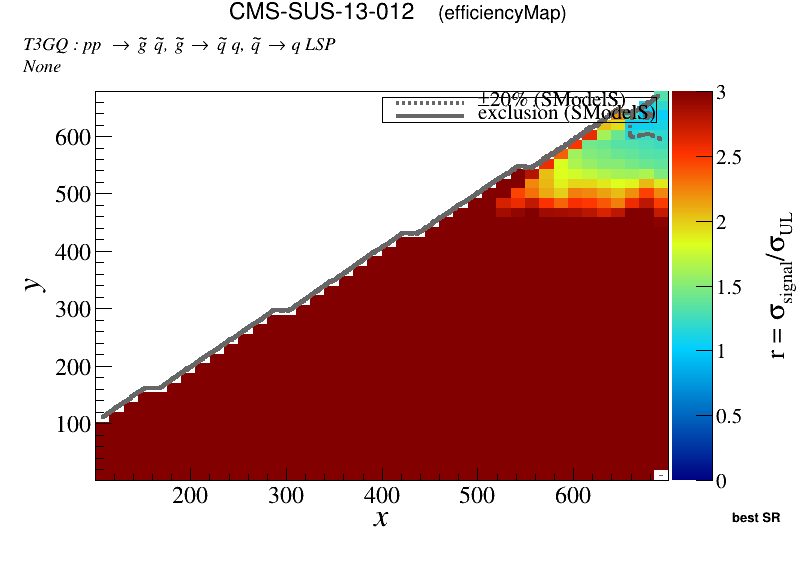 CMS-SUS-13-012 (efficiencyMap)
T3GQ : pp → g̃ q̃, g̃ → q̃ q, q̃ → q LSP
None
±20% (SModelS)
exclusion (SModelS)
y
600
500
400
300
200
100
200 300 400 500 600
x
3
2.5
2
1.5
1
0.5
0
r = σsignal/σUL
best SR